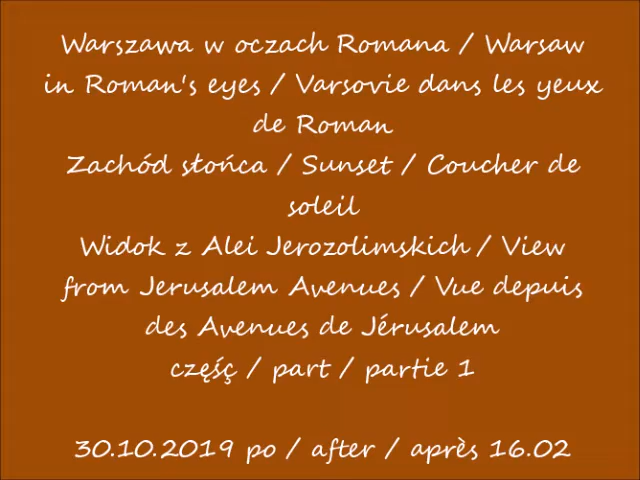 Warszawa w oczach Romana / Warsaw
in Roman's eyes / Varsovie dans les yeux
de Roman
Zachód słońca / Sunset / Coucher de
soleil
Widok z Alei Jerozolimskich / View
from Jerusalem Avenues / Vue depuis
des Avenues de Jérusalem
częśç / part / partie 1
30.10.2019 po / after / après 16.02